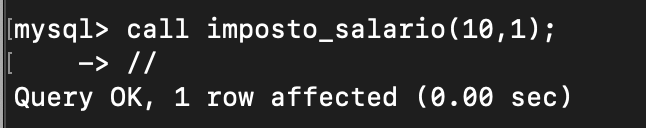 mysql> call imposto_salario(10,1);
    -> //
Query OK, 1 row affected (0.00 sec)